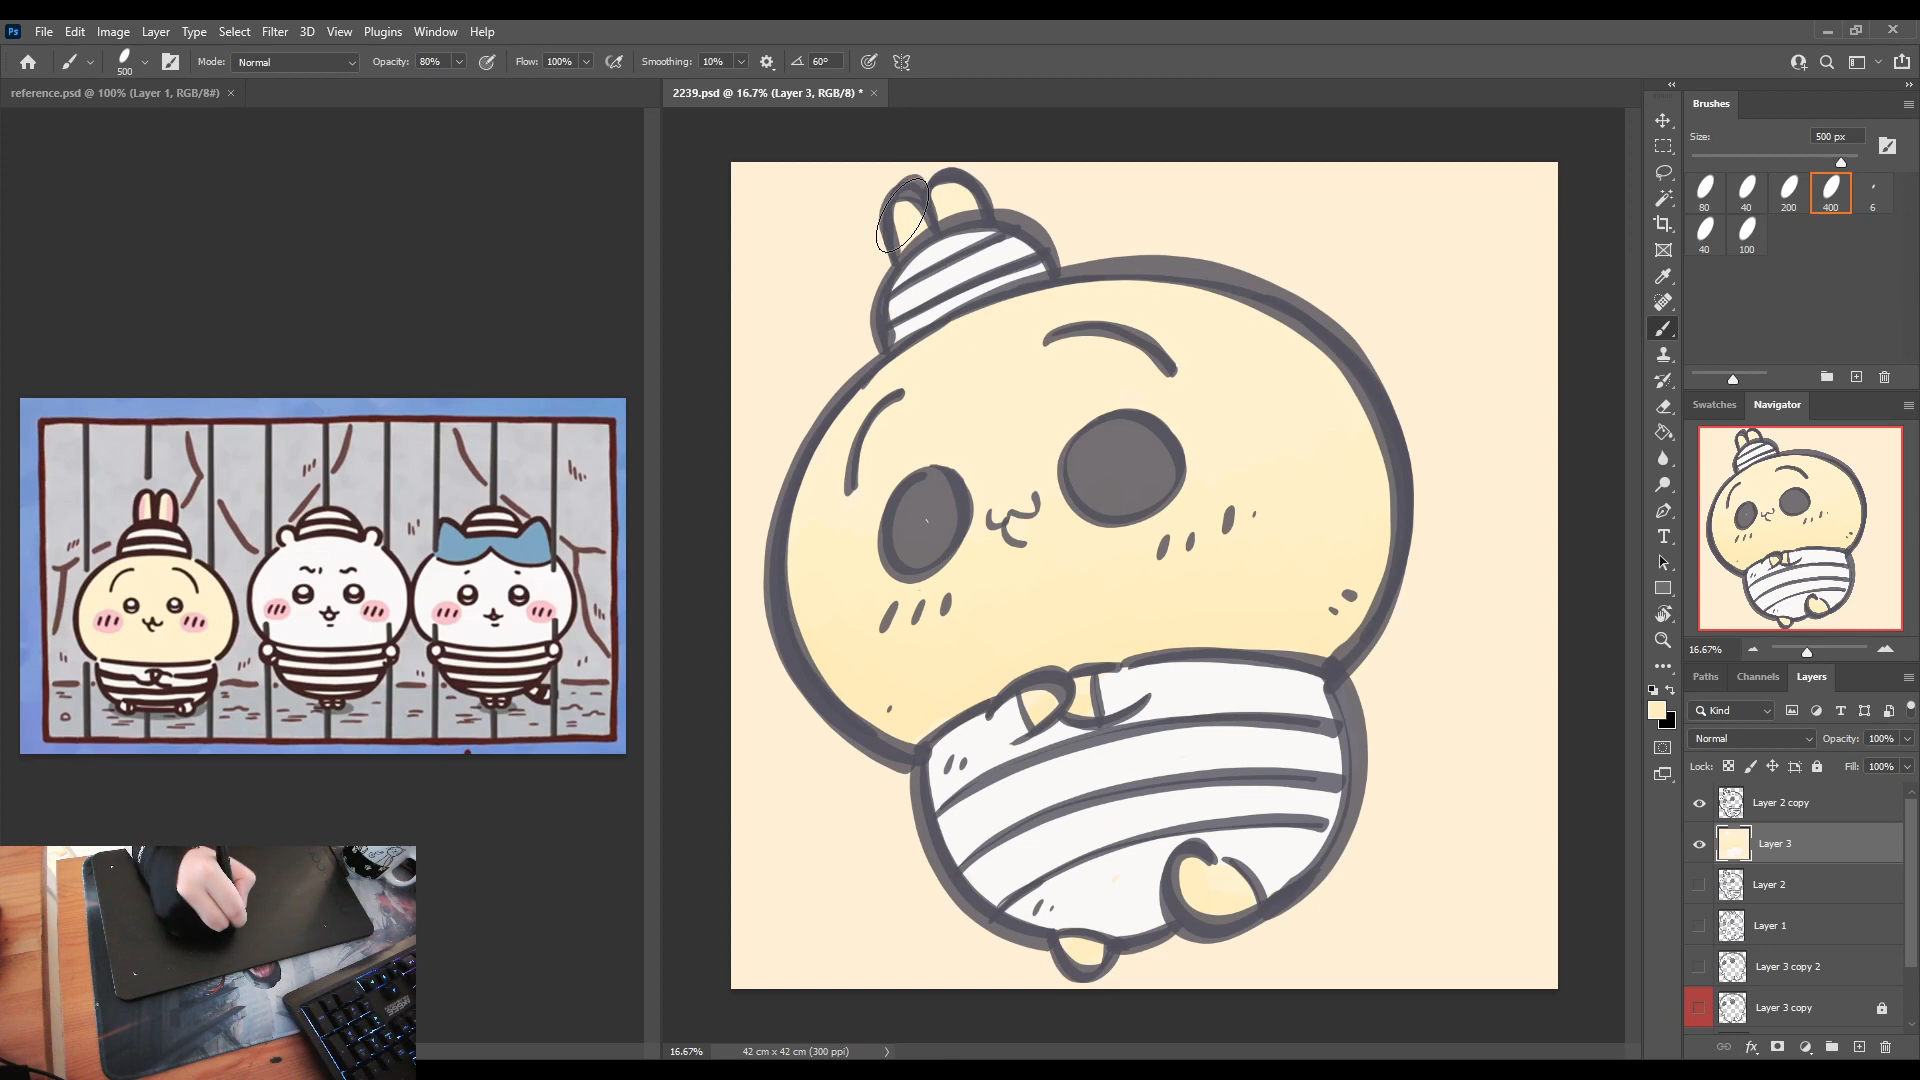 Ps File Edit Image Layer Type Select Filter 3D View Plugins Window Help
500 Mode: Normal Opacity: 80% Flow: 100% Smoothing: 10% 60°
reference.psd @ 100% (Layer 1, RGB/8#) ×
2239.psd @ 16.7% (Layer 3, RGB/8) * ×
Brushes
Size: 500 px
80 40 200 400 6
40 100
Swatches Navigator
16.67%
Paths Channels Layers
Kind
Normal Opacity: 100%
Lock: Fill: 100%
Layer 2 copy
Layer 3
Layer 2
Layer 1
Layer 3 copy 2
Layer 3 copy
16.67% 42 cm x 42 cm (300 ppi)